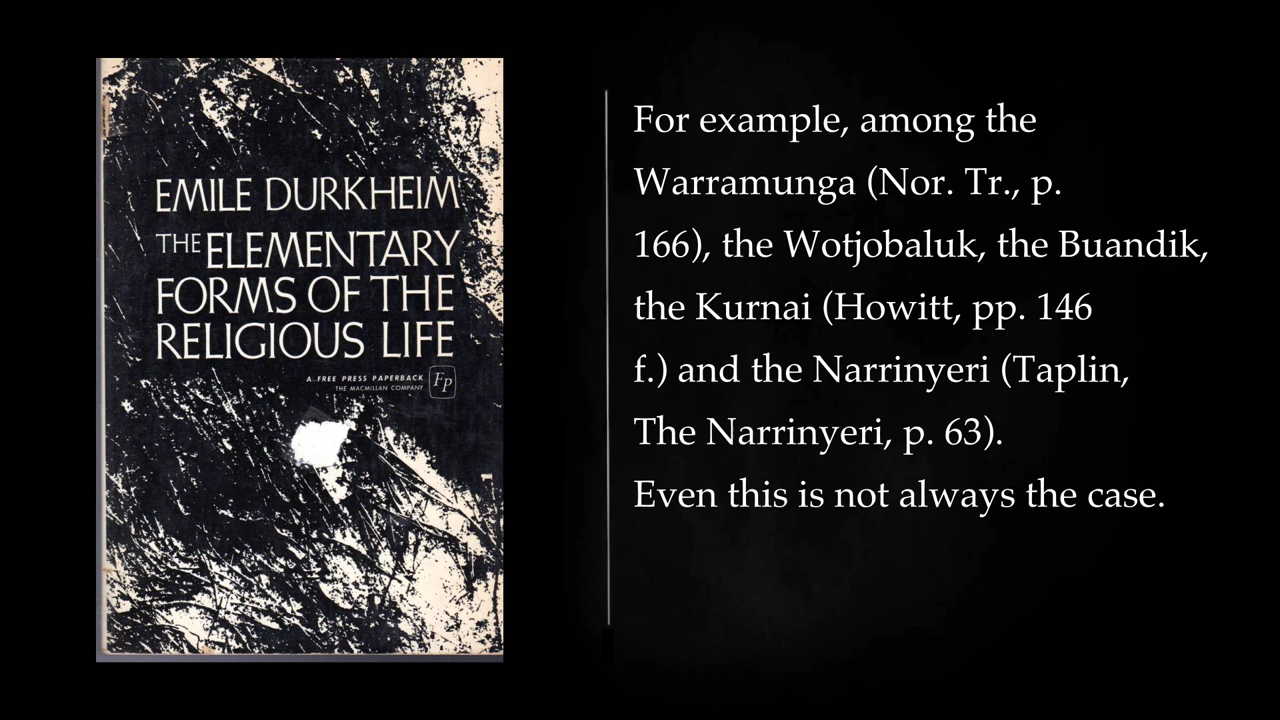 EMILE DURKHEIM
THE ELEMENTARY
FORMS OF THE
RELIGIOUS LIFE
A FREE PRESS PAPERBACK
THE MACMILLAN COMPANY
Fp
For example, among the
Warramunga (Nor. Tr., p.
166), the Wotjobaluk, the Buandik,
the Kurnai (Howitt, pp. 146
f.) and the Narrinyeri (Taplin,
The Narrinyeri, p. 63).
Even this is not always the case.